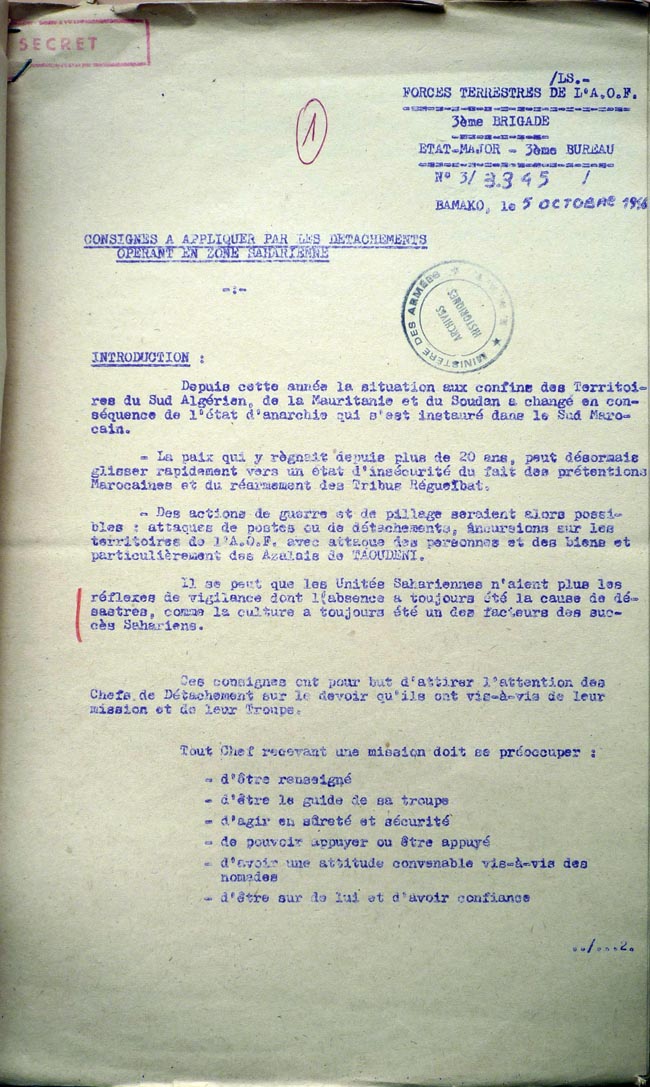 SECRET
/LS.-
FORCES TERRESTRES DE L'A.O.F.
1
3ème BRIGADE
ETAT-MAJOR - 3ème BUREAU
N° 3/ 3.345 /
BAMAKO, le 5 OCTOBRE 1956
CONSIGNES A APPLIQUER PAR LES DETACHEMENTS
OPERANT EN ZONE SAHARIENNE
-:-
MINISTERE DES ARMEES
ARCHIVES
HISTORIQUES
INTRODUCTION :
Depuis cette année la situation aux confins des Territoi-
res du Sud Algérien, de la Mauritanie et du Soudan a changé en con-
séquence de l'état d'anarchie qui s'est instauré dans le Sud Maro-
cain.
- La paix qui y règnait depuis plus de 20 ans, peut désormais
glisser rapidement vers un état d'insécurité du fait des prétentions
Marocaines et du réarmement des Tribus Régueïbat.
- Des actions de guerre et de pillage seraient alors possi-
bles : attaques de postes ou de détachements, incursions sur les
territoires de l'A.O.F. avec attaque des personnes et des biens et
particulièrement des Azalaïs de TAOUDENI.
Il se peut que les Unités Sahariennes n'aient plus les
réflexes de vigilance dont l'absence a toujours été la cause de dé-
sastres, comme la culture a toujours été un des facteurs des suc-
cès Sahariens.
Ces consignes ont pour but d'attirer l'attention des
Chefs de Détachement sur le devoir qu'ils ont vis-à-vis de leur
mission et de leur Troupe.
Tout Chef recevant une mission doit se préoccuper :
- d'être renseigné
- d'être le guide de sa troupe
- d'agir en sûreté et sécurité
- de pouvoir appuyer ou être appuyé
- d'avoir une attitude convenable vis-à-vis des
nomades
- d'être sur de lui et d'avoir confiance
../...2.